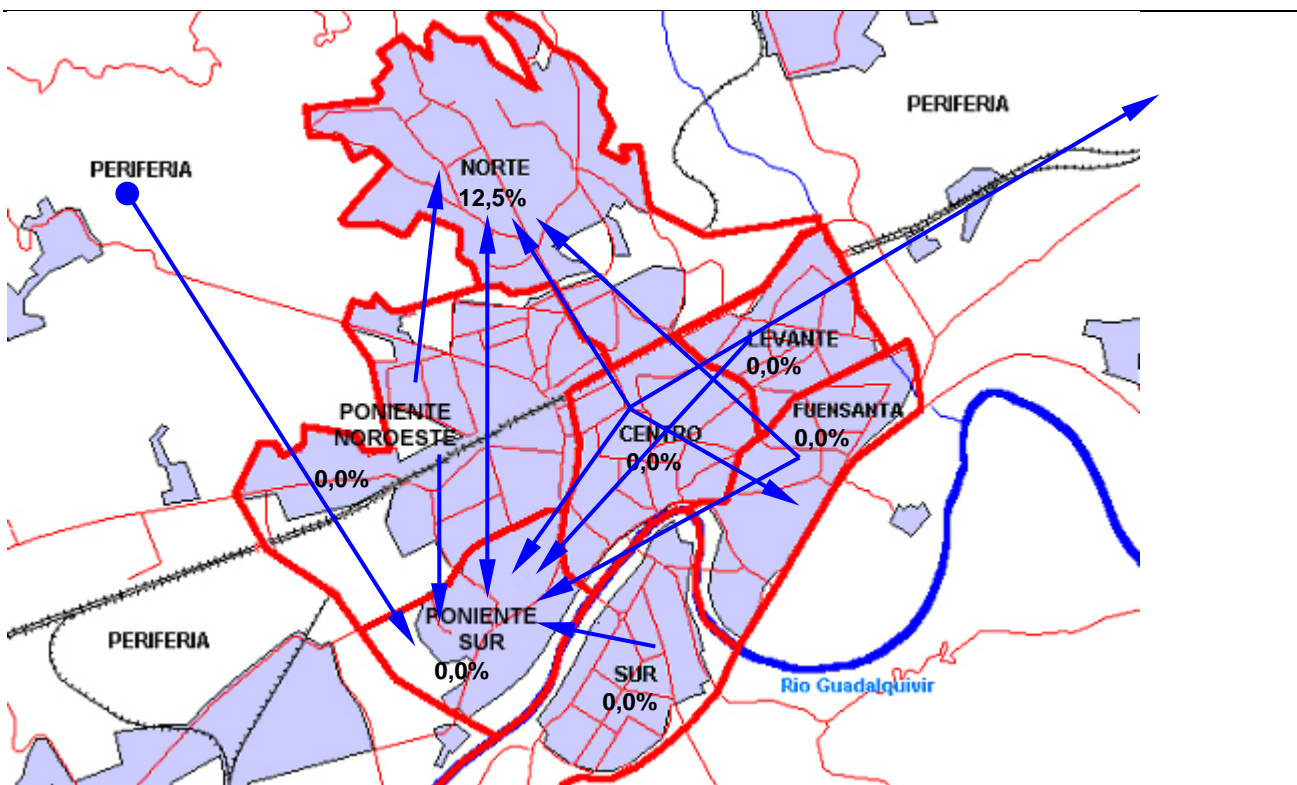 PERIFERIA
PERIFERIA
NORTE
12,5%
LEVANTE
0,0%
PONIENTE
NOROESTE
0,0%
FUENSANTA
0,0%
CENTRO
0,0%
PONIENTE
SUR
0,0%
PERIFERIA
SUR
0,0%
Rio Guadalquivir